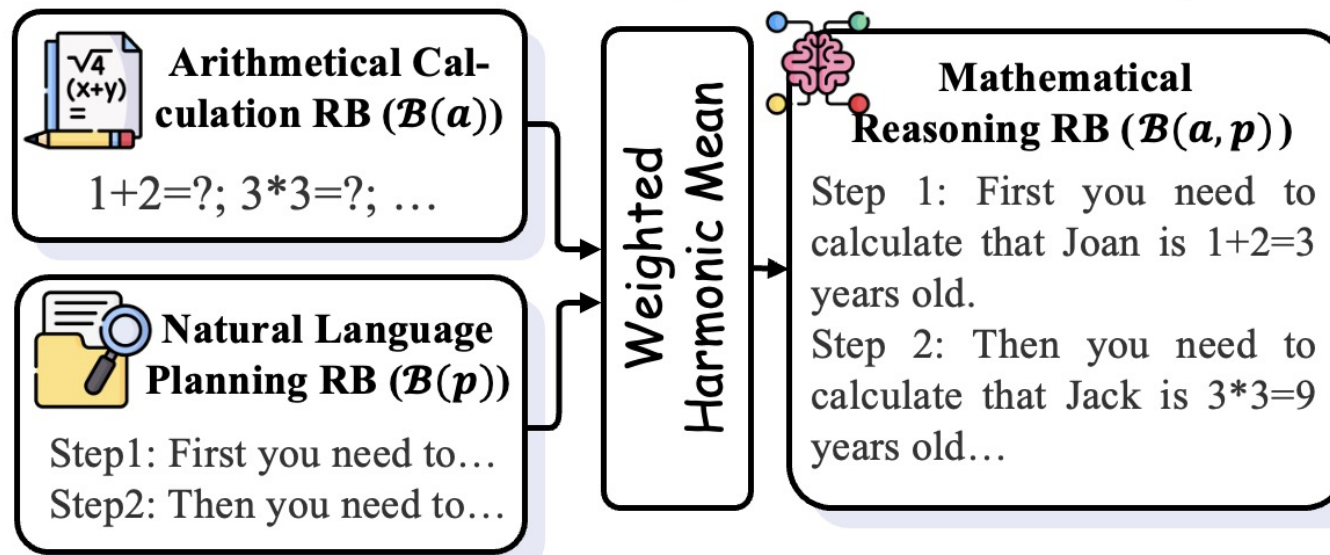 √4
(x+y)
=
Arithmetical Cal-
culation RB (𝓑(a))
1+2=?; 3*3=?; …
Natural Language
Planning RB (𝓑(p))
Step1: First you need to…
Step2: Then you need to…
Weighted
Harmonic Mean
Mathematical
Reasoning RB (𝓑(a, p))
Step 1: First you need to
calculate that Joan is 1+2=3
years old.
Step 2: Then you need to
calculate that Jack is 3*3=9
years old…